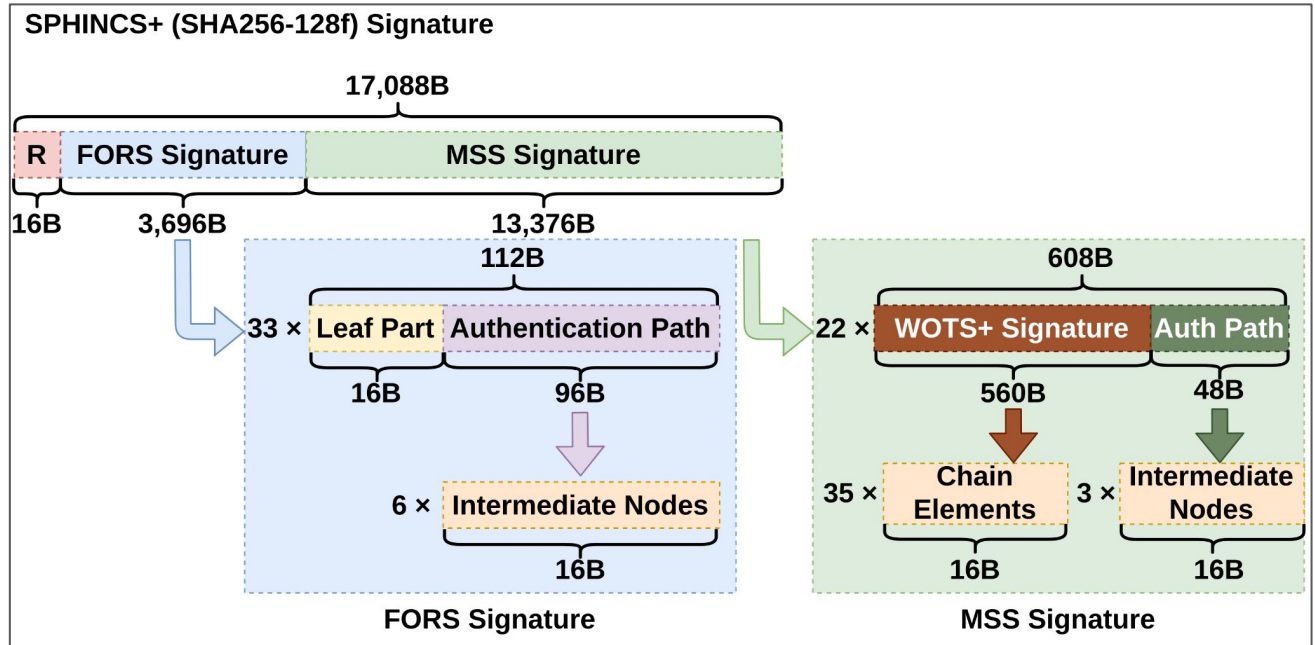 SPHINCS+ (SHA256-128f) Signature
17,088B
R FORS Signature MSS Signature
16B 3,696B 13,376B
112B
33 × Leaf Part Authentication Path
16B 96B
6 × Intermediate Nodes
16B
FORS Signature
608B
22 × WOTS+ Signature Auth Path
560B 48B
35 × Chain
Elements
3 × Intermediate
Nodes
16B 16B
MSS Signature